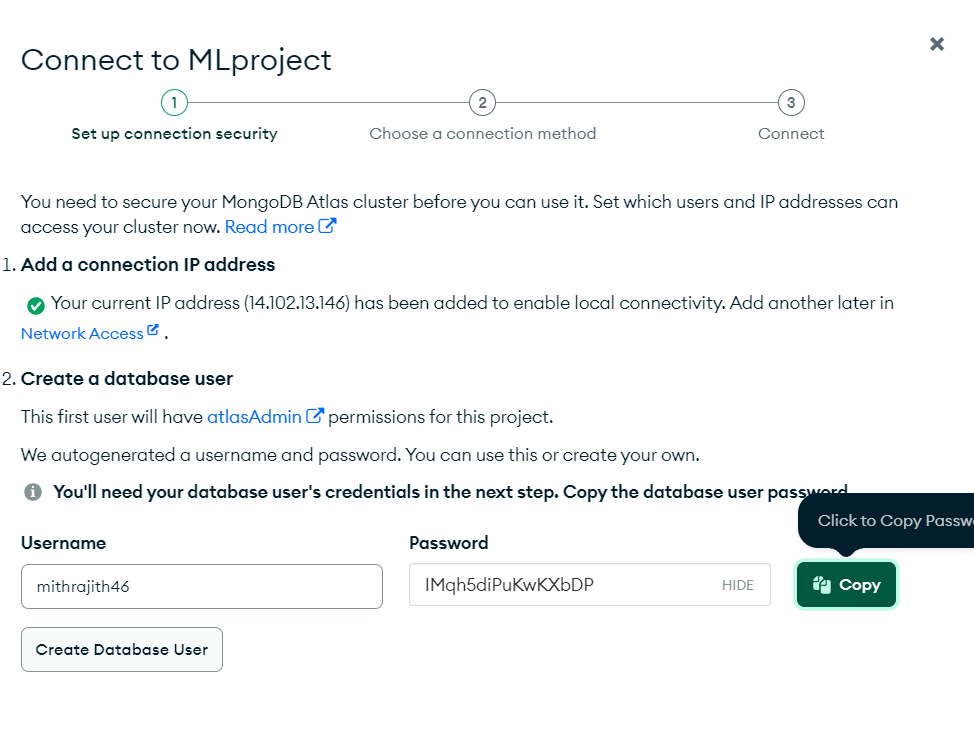 Connect to MLproject
1
2
3
Set up connection security
Choose a connection method
Connect
You need to secure your MongoDB Atlas cluster before you can use it. Set which users and IP addresses can
access your cluster now. Read more
1. Add a connection IP address
Your current IP address (14.102.13.146) has been added to enable local connectivity. Add another later in
Network Access .
2. Create a database user
This first user will have atlasAdmin permissions for this project.
We autogenerated a username and password. You can use this or create your own.
You'll need your database user's credentials in the next step. Copy the database user password.
Click to Copy Passw
Username
Password
mithrajith46
IMqh5diPuKwKXbDP
HIDE
Copy
Create Database User